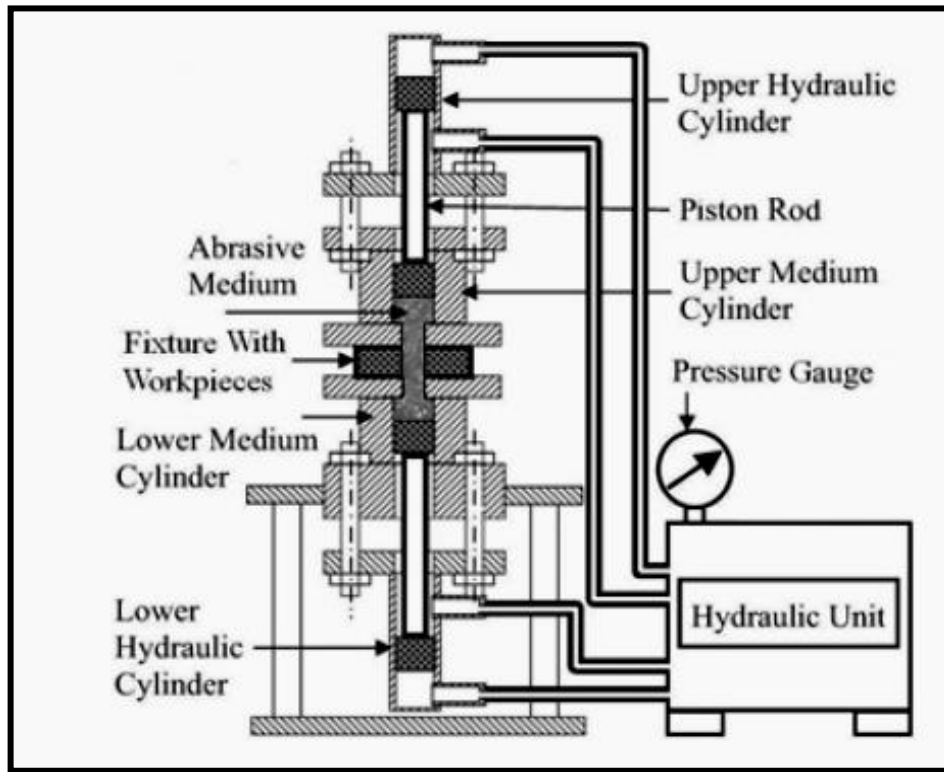 Upper Hydraulic
Cylinder
Piston Rod
Abrasive
Medium
Upper Medium
Cylinder
Fixture With
Workpieces
Pressure Gauge
Lower Medium
Cylinder
Lower
Hydraulic
Cylinder
Hydraulic Unit